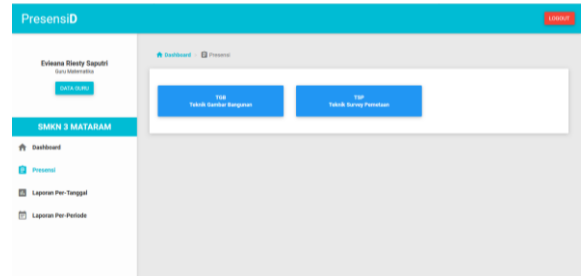 PresensiD
LOGOUT
Evieana Riesty Saputri
Guru Matematika
DATA GURU
SMKN 3 MATARAM
Dashboard
Presensi
Laporan Per-Tanggal
Laporan Per-Periode
Dashboard
Presensi
TGB
Teknik Gambar Bangunan
TSP
Teknik Survey Pemetaan